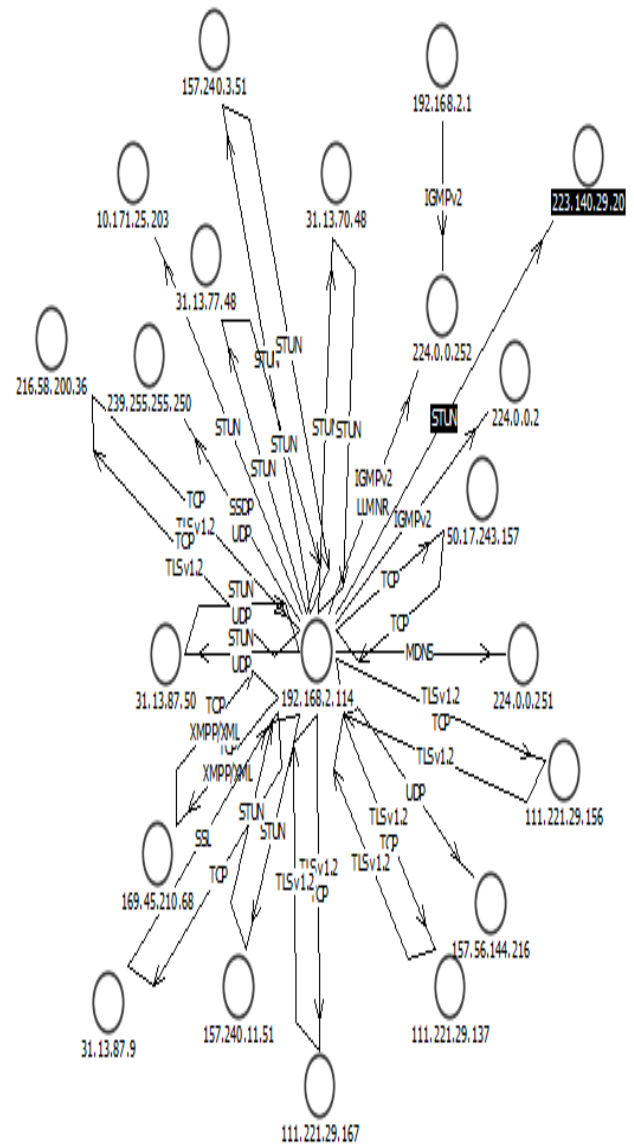 157.240.3.51
192.168.2.1
223.140.29.20
10.171.25.203
31.13.70.48
IGMPv2
31.13.77.48
216.58.200.36
239.255.255.250
224.0.0.252
224.0.0.2
STUN
STUN
STUN
STUN
STUN
STUN
STUN
STUN
SSDP
UDP
IGMPv2
LLMNR
IGMPv2
50.17.243.157
TCP
TLSv1.2
TCP
TLSv1.2
TCP
TCP
STUN
UDP
STUN
UDP
MDNS
31.13.87.50
192.168.2.114
224.0.0.251
TLSv1.2
TCP
TLSv1.2
TCP
XMPP/XML
TCP
XMPP/XML
UDP
111.221.29.156
STUN
STUN
TLSv1.2
TCP
TLSv1.2
SSL
TCP
TLSv1.2
TLSv1.2
TCP
169.45.210.68
157.56.144.216
31.13.87.9
157.240.11.51
111.221.29.137
111.221.29.167